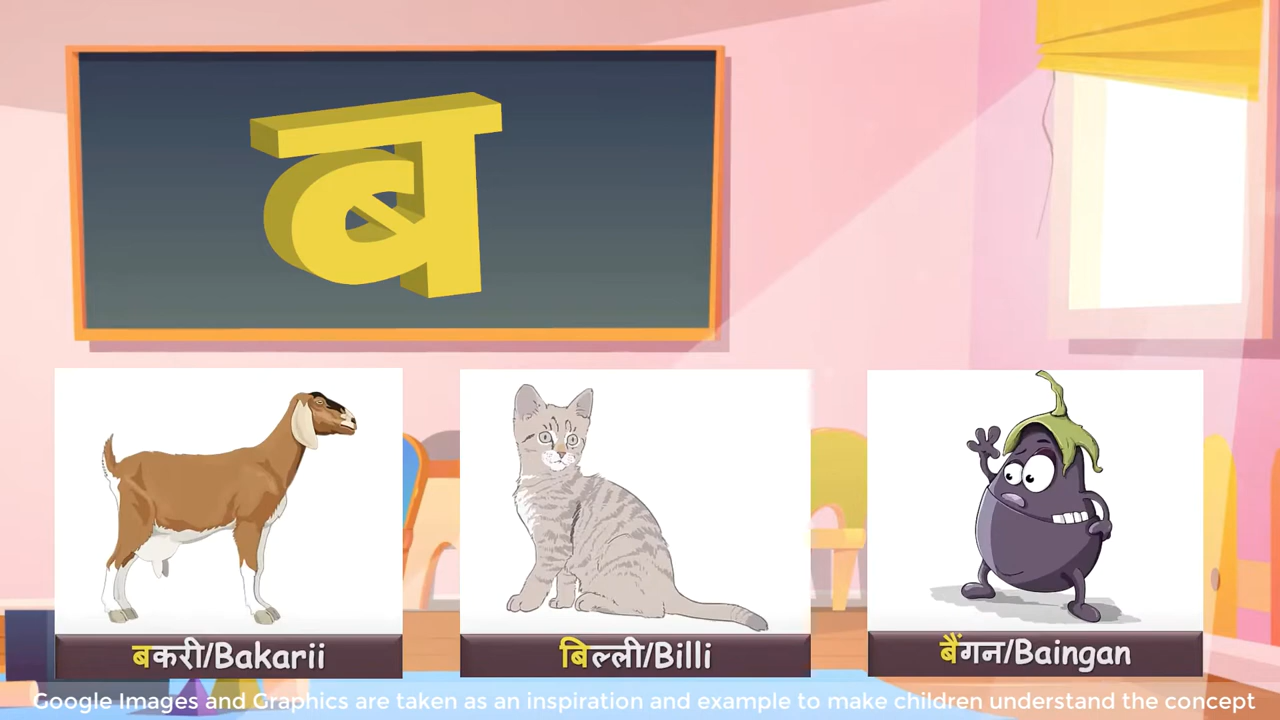 ब
बकरी/Bakarii
बिल्ली/Billi
बैंगन/Baingan
Google Images and Graphics are taken as an inspiration and example to make children understand the concept